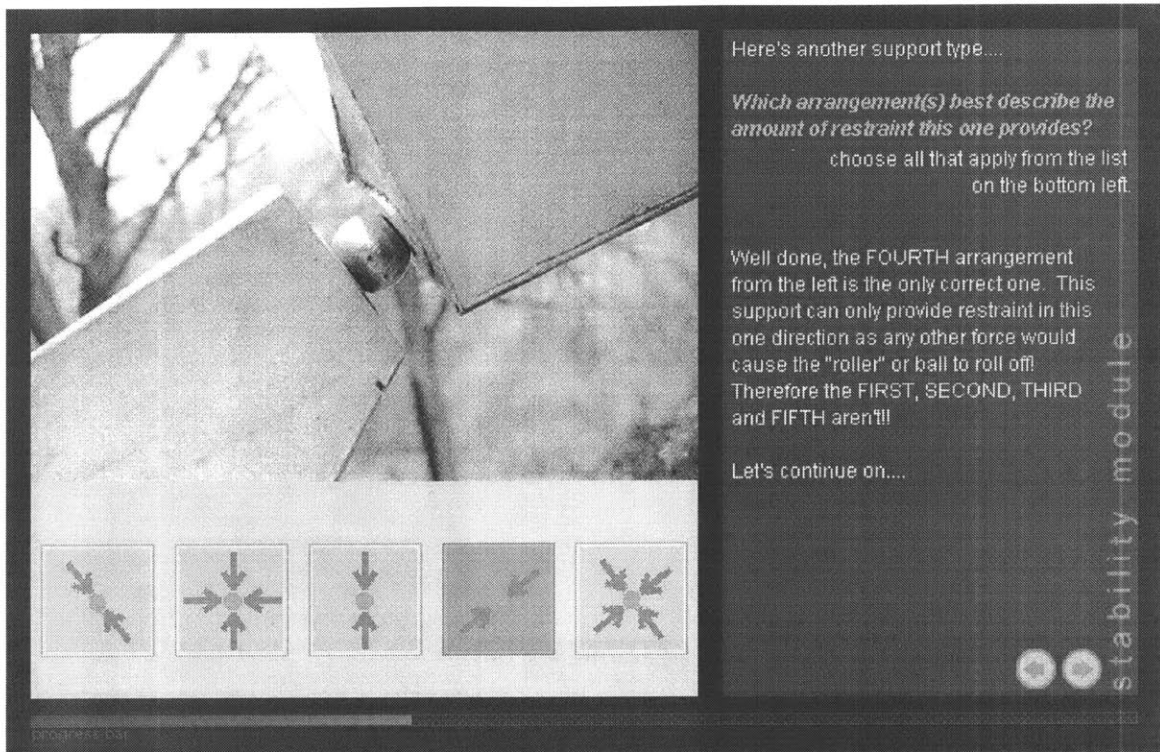 Here's another support type....
Which arrangement(s) best describe the
amount of restraint this one provides?
choose all that apply from the list
on the bottom left.
Well done, the FOURTH arrangement
from the left is the only correct one. This
support can only provide restraint in this
one direction as any other force would
cause the "roller" or ball to roll off!
Therefore the FIRST, SECOND, THIRD
and FIFTH aren't!!!
Let's continue on....
stability module
progress bar